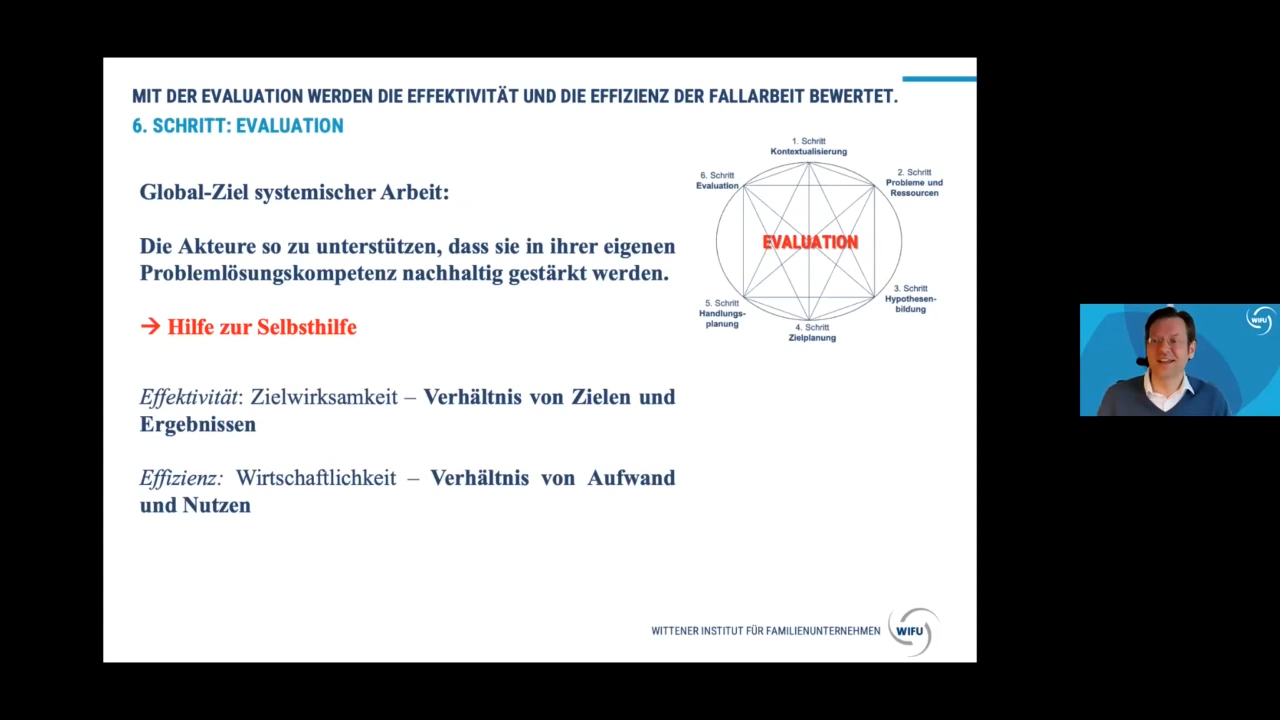 MIT DER EVALUATION WERDEN DIE EFFEKTIVITÄT UND DIE EFFIZIENZ DER FALLARBEIT BEWERTET.
6. SCHRITT: EVALUATION
Global-Ziel systemischer Arbeit:
Die Akteure so zu unterstützen, dass sie in ihrer eigenen
Problemlösungskompetenz nachhaltig gestärkt werden.
→ Hilfe zur Selbsthilfe
Effektivität: Zielwirksamkeit – Verhältnis von Zielen und
Ergebnissen
Effizienz: Wirtschaftlichkeit – Verhältnis von Aufwand
und Nutzen
1. Schritt
Kontextualisierung
2. Schritt
Probleme und
Ressourcen
3. Schritt
Hypothesen-
bildung
4. Schritt
Zielplanung
5. Schritt
Handlungs-
planung
6. Schritt
Evaluation
EVALUATION
WITTENER INSTITUT FÜR FAMILIENUNTERNEHMEN
WIFU
WIFU